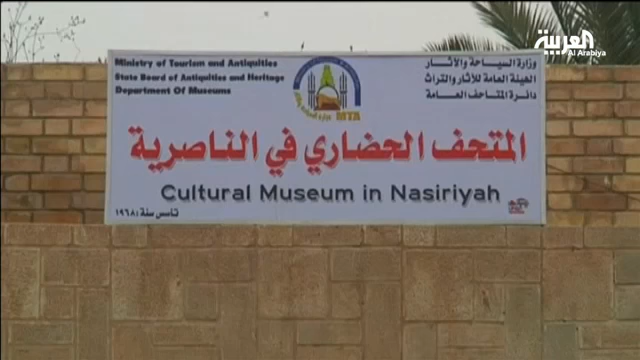 العربية
Al Arabiya
Ministry of Tourism and Antiquities
State Board of Antiquities and Heritage
Department Of Museums
وزارة السياحة والآثار
الهيئة العامة للآثار والتراث
دائرة المتاحف العامة
MTA
المتحف الحضاري في الناصرية
Cultural Museum in Nasiriyah
تأسس سنة ١٩٦٨